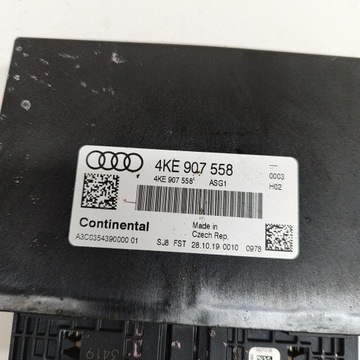 4KE 907 558
4KE 907 558 ASG1
0003
H02
Continental
Made in
Czech Rep.
A3C0354390000 01
SJ8 FST 28.10.19 0010 0978
3419